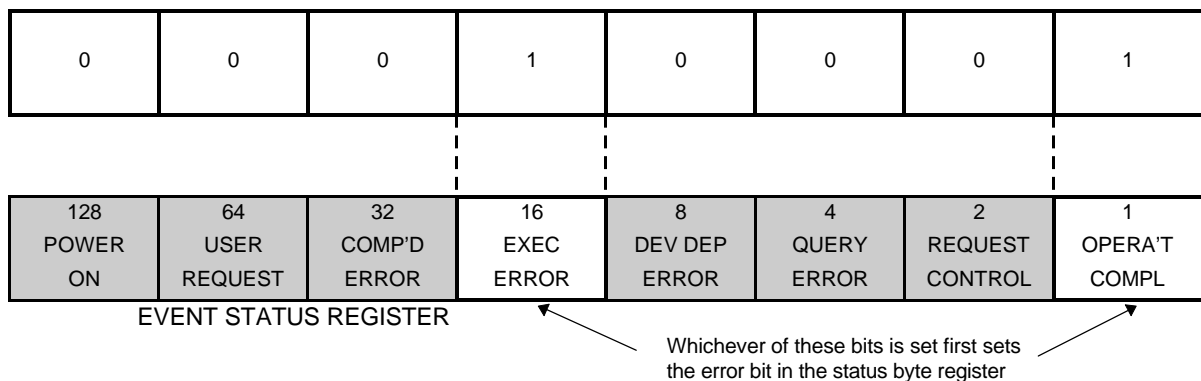 0 0 0 1 0 0 0 1
128 64 32 16 8 4 2 1
POWER USER COMP'D EXEC DEV DEP QUERY REQUEST OPERA'T
ON REQUEST ERROR ERROR ERROR ERROR CONTROL COMPL
EVENT STATUS REGISTER
Whichever of these bits is set first sets
the error bit in the status byte register